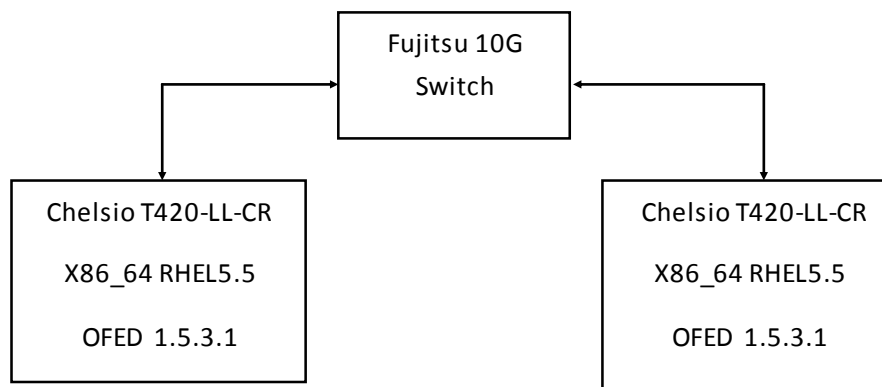 Fujitsu 10G
Switch
Chelsio T420-LL-CR
X86_64 RHEL5.5
OFED 1.5.3.1
Chelsio T420-LL-CR
X86_64 RHEL5.5
OFED 1.5.3.1